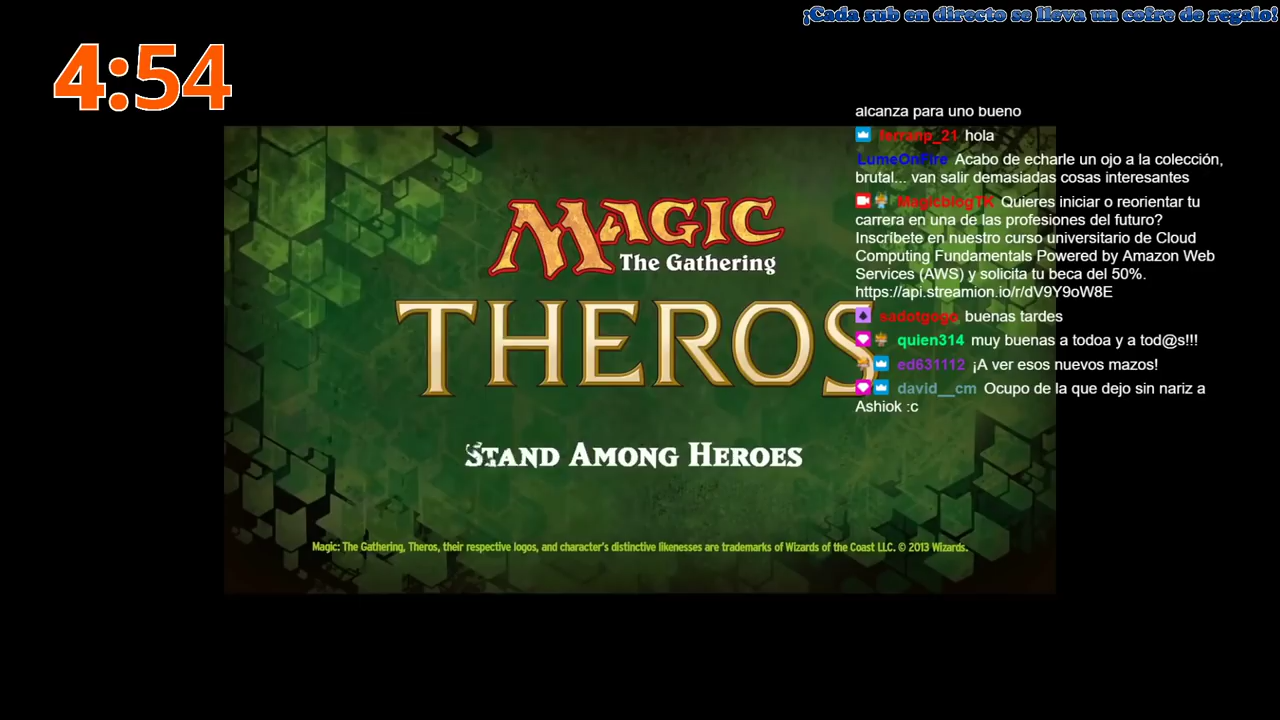 ¡Cada sub en directo se lleva un cofre de regalo!
4:54
alcanza para uno bueno
ferranp_21 hola
LumeOnFire Acabo de echarle un ojo a la colección,
brutal... van salir demasiadas cosas interesantes
MagicblogTK Quieres iniciar o reorientar tu
carrera en una de las profesiones del futuro?
Inscríbete en nuestro curso universitario de Cloud
Computing Fundamentals Powered by Amazon Web
Services (AWS) y solicita tu beca del 50%.
https://api.streamion.io/r/dV9Y9oW8E
sadotgogo buenas tardes
quien314 muy buenas a todoa y a tod@s!!!
ed631112 ¡A ver esos nuevos mazos!
david__cm Ocupo de la que dejo sin nariz a
Ashiok :c
MAGIC
The Gathering
THEROS
STAND AMONG HEROES
Magic: The Gathering, Theros, their respective logos, and character's distinctive likenesses are trademarks of Wizards of the Coast LLC. © 2013 Wizards.